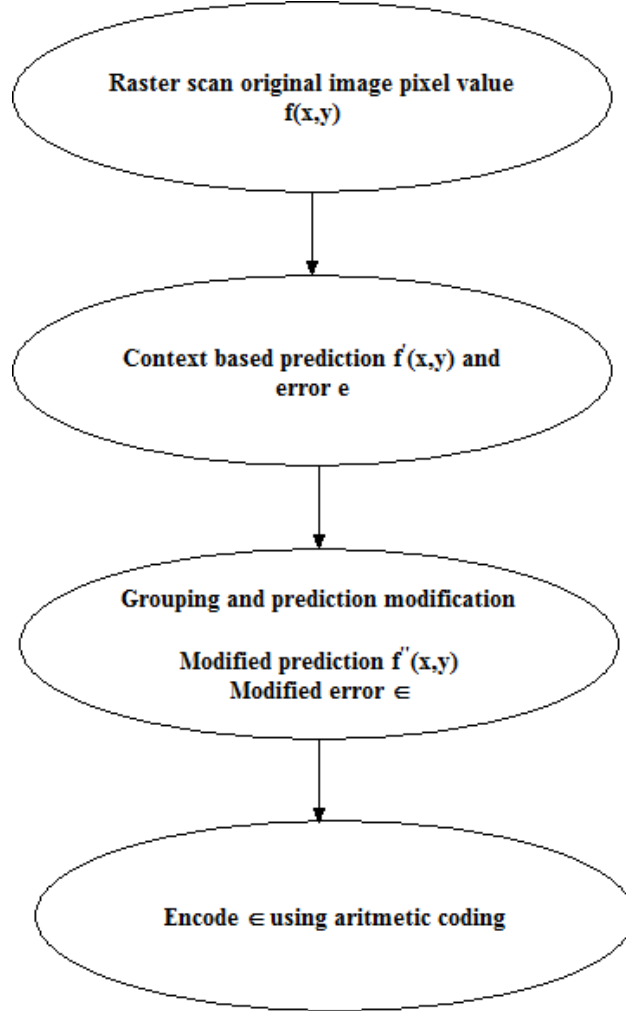 Raster scan original image pixel value
f(x,y)
Context based prediction f'(x,y) and
error e
Grouping and prediction modification
Modified prediction f''(x,y)
Modified error ∈
Encode ∈ using aritmetic coding